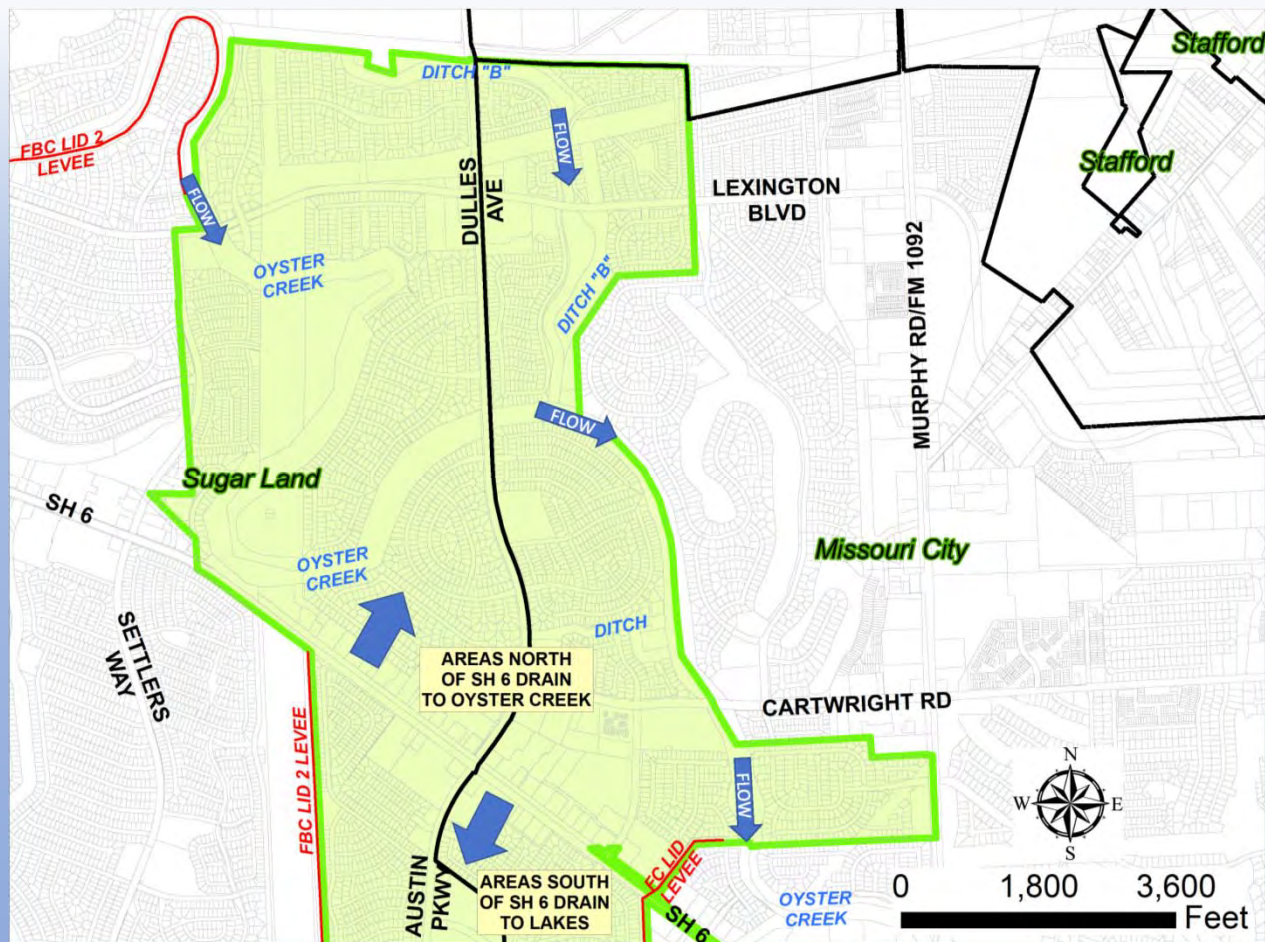 Stafford
DITCH "B"
FBC LID 2
LEVEE
FLOW
Stafford
DULLES
AVE
LEXINGTON
BLVD
FLOW
OYSTER
CREEK
DITCH "B"
MURPHY RD/FM 1092
FLOW
Sugar Land
SH 6
OYSTER
CREEK
Missouri City
SETTLERS
WAY
DITCH
AREAS NORTH
OF SH 6 DRAIN
TO OYSTER CREEK
CARTWRIGHT RD
FBC LID 2 LEVEE
FLOW
N
W
E
S
AUSTIN
PKWY
AREAS SOUTH
OF SH 6 DRAIN
TO LAKES
FC LID
LEVEE
SH 6
OYSTER
CREEK
0 1,800 3,600
Feet